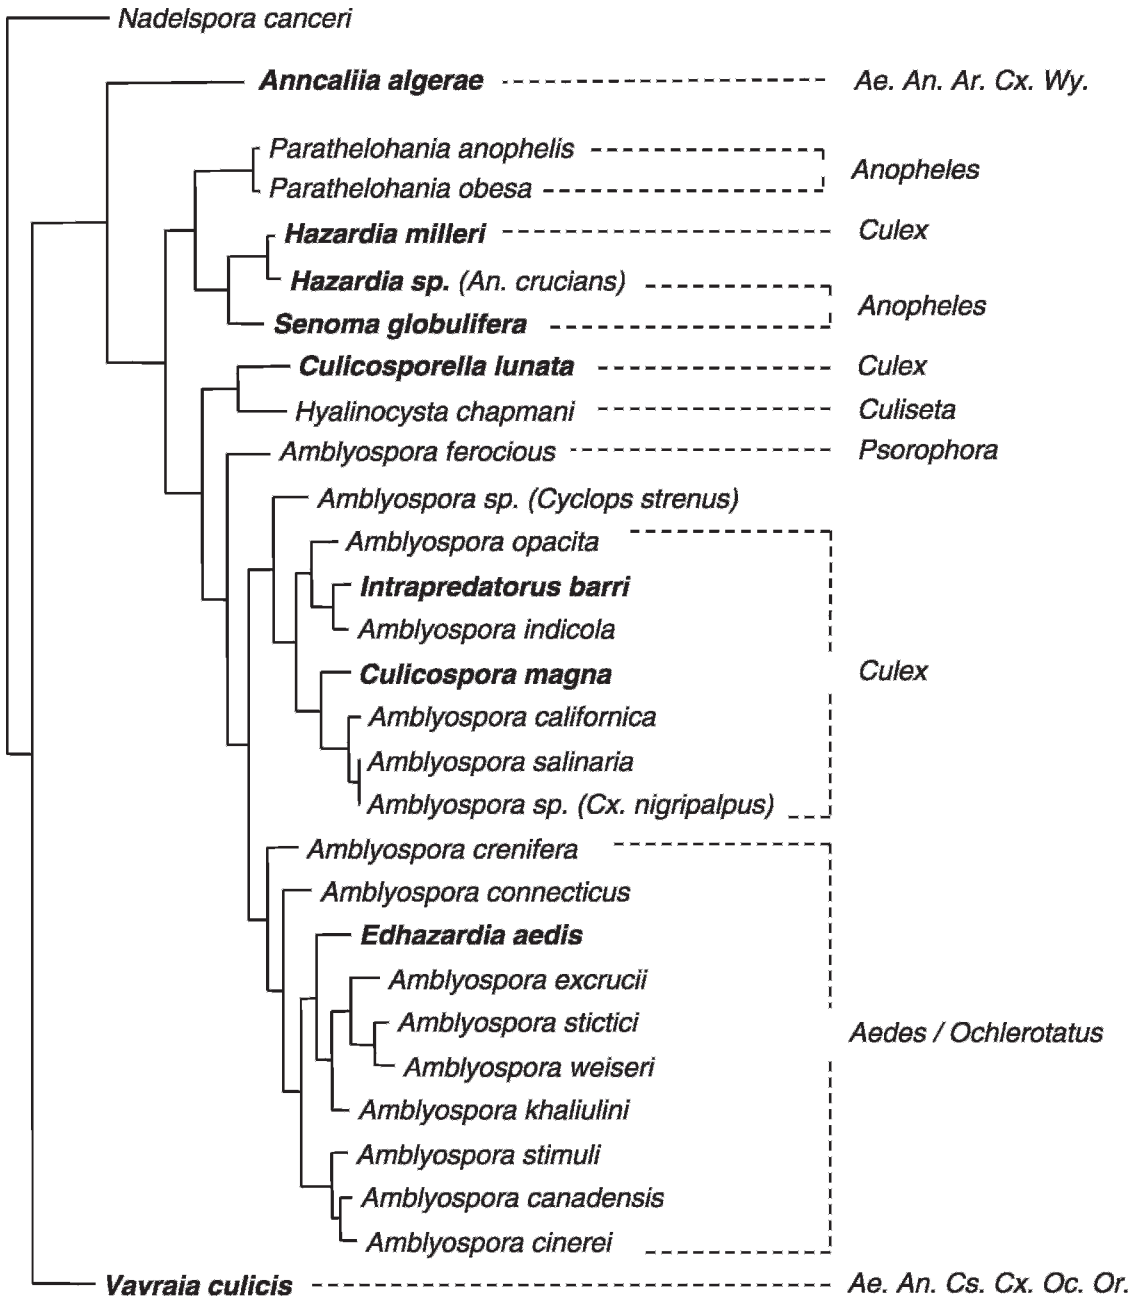 Nadelspora canceri
Anncaliia algerae Ae. An. Ar. Cx. Wy.
Parathelohania anophelis
Anopheles
Parathelohania obesa
Hazardia milleri Culex
Hazardia sp. (An. crucians)
Anopheles
Senoma globulifera
Culicosporella lunata Culex
Hyalinocysta chapmani Culiseta
Amblyospora ferocious Psorophora
Amblyospora sp. (Cyclops strenus)
Amblyospora opacita
Intrapredatorus barri
Amblyospora indicola
Culicospora magna Culex
Amblyospora californica
Amblyospora salinaria
Amblyospora sp. (Cx. nigripalpus)
Amblyospora crenifera
Amblyospora connecticus
Edhazardia aedis
Amblyospora excrucii
Amblyospora stictici Aedes / Ochlerotatus
Amblyospora weiseri
Amblyospora khaliulini
Amblyospora stimuli
Amblyospora canadensis
Amblyospora cinerei
Vavraia culicis Ae. An. Cs. Cx. Oc. Or.